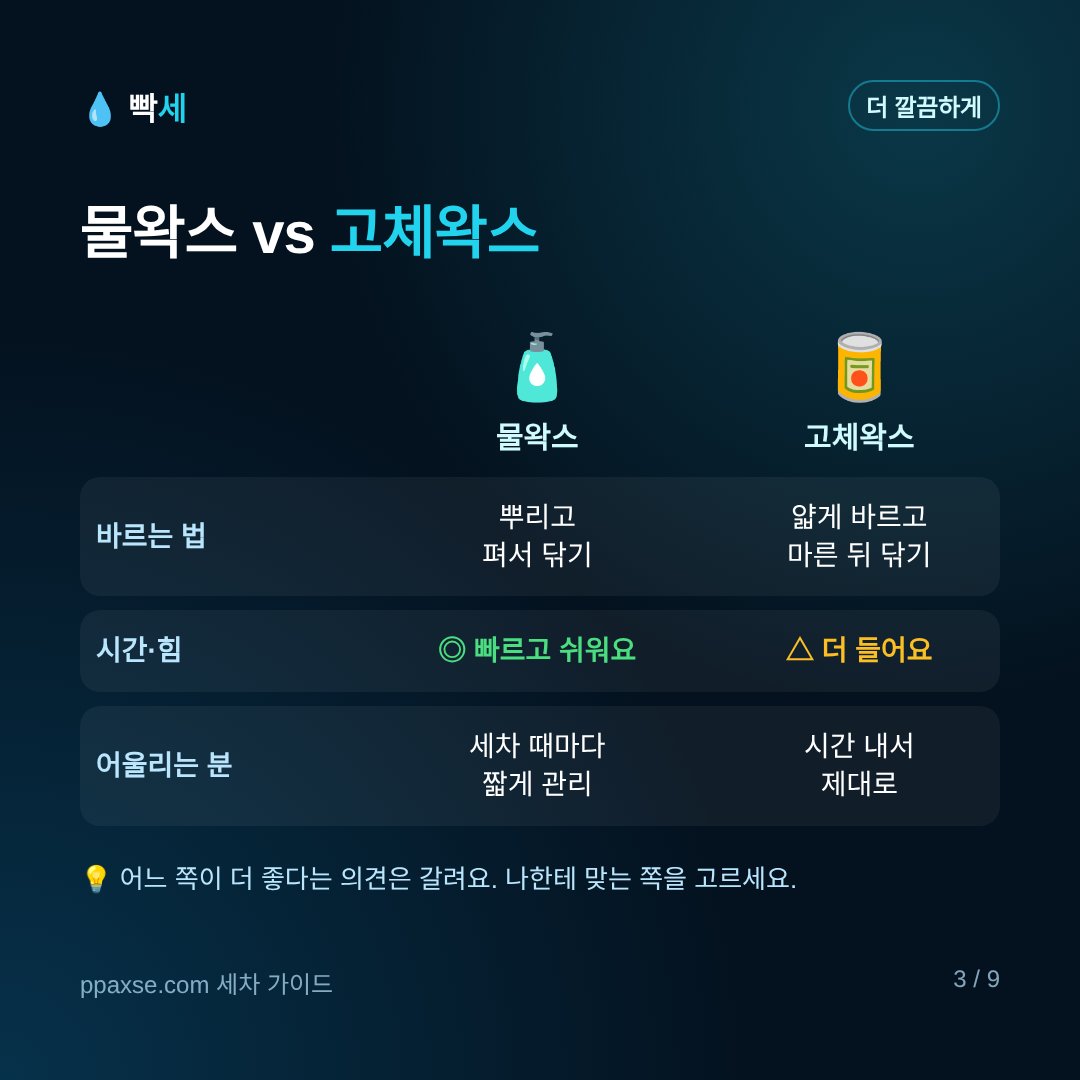 빡세
더 깔끔하게
물왁스 vs 고체왁스
물왁스
고체왁스
바르는 법
뿌리고
펴서 닦기
얇게 바르고
마른 뒤 닦기
시간·힘
◎ 빠르고 쉬워요
△ 더 들어요
어울리는 분
세차 때마다
짧게 관리
시간 내서
제대로
어느 쪽이 더 좋다는 의견은 갈려요. 나한테 맞는 쪽을 고르세요.
ppaxse.com 세차 가이드
3 / 9